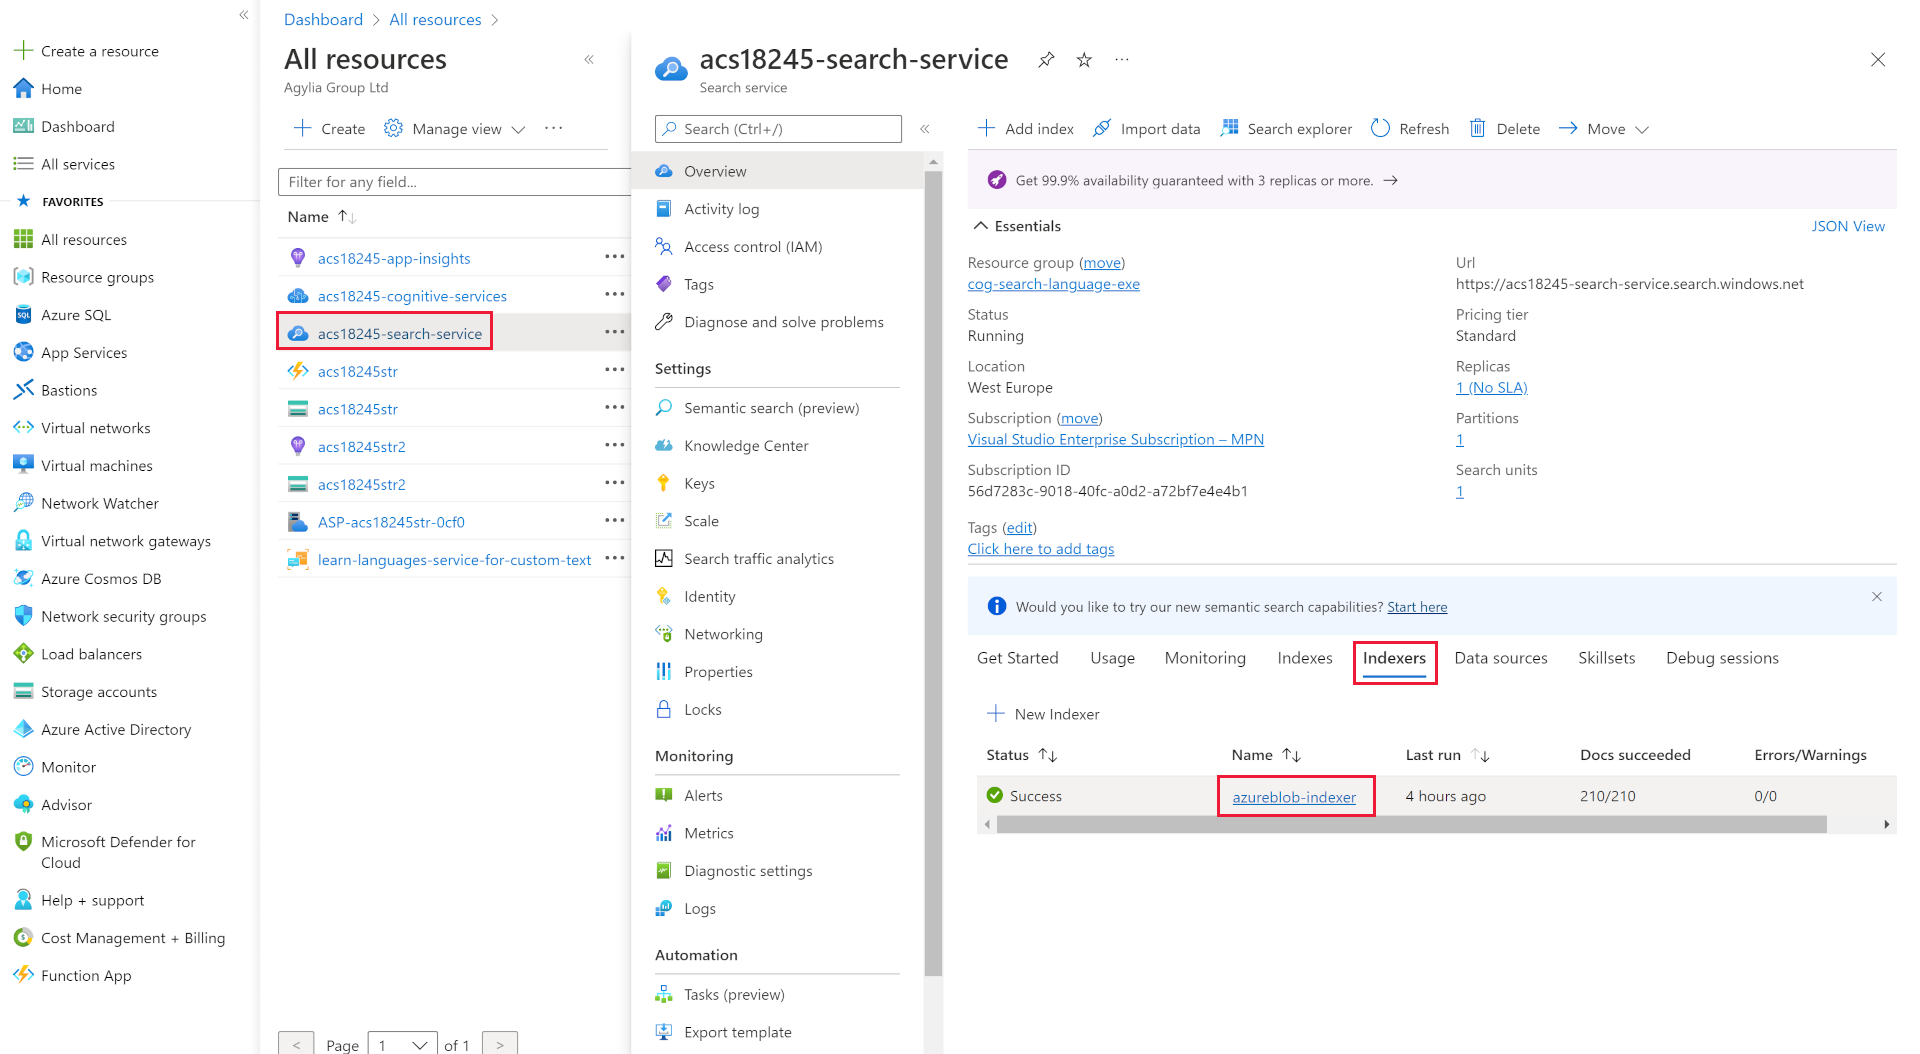 Create a resource
Home
Dashboard
All services
FAVORITES
All resources
Resource groups
Azure SQL
App Services
Bastions
Virtual networks
Virtual machines
Network Watcher
Virtual network gateways
Azure Cosmos DB
Network security groups
Load balancers
Storage accounts
Azure Active Directory
Monitor
Advisor
Microsoft Defender for
Cloud
Help + support
Cost Management + Billing
Function App
Dashboard > All resources >
All resources
Agylia Group Ltd
Create
Manage view
Filter for any field...
Name
acs18245-app-insights
acs18245-cognitive-services
acs18245-search-service
acs18245str
acs18245str
acs18245str2
acs18245str2
ASP-acs18245str-0cf0
learn-languages-service-for-custom-text
< Page 1 of 1 >
acs18245-search-service
Search service
Search (Ctrl+/)
Overview
Activity log
Access control (IAM)
Tags
Diagnose and solve problems
Settings
Semantic search (preview)
Knowledge Center
Keys
Scale
Search traffic analytics
Identity
Networking
Properties
Locks
Monitoring
Alerts
Metrics
Diagnostic settings
Logs
Automation
Tasks (preview)
Export template
Add index
Import data
Search explorer
Refresh
Delete
Move
Get 99.9% availability guaranteed with 3 replicas or more.
Essentials
JSON View
Resource group (move)
cog-search-language-exe
Status
Running
Location
West Europe
Subscription (move)
Visual Studio Enterprise Subscription – MPN
Subscription ID
56d7283c-9018-40fc-a0d2-a72bf7e4e4b1
Tags (edit)
Click here to add tags
Url
https://acs18245-search-service.search.windows.net
Pricing tier
Standard
Replicas
1 (No SLA)
Partitions
1
Search units
1
Would you like to try our new semantic search capabilities? Start here
Get Started
Usage
Monitoring
Indexes
Indexers
Data sources
Skillsets
Debug sessions
New Indexer
Status Name Last run Docs succeeded Errors/Warnings
Success azureblob-indexer 4 hours ago 210/210 0/0